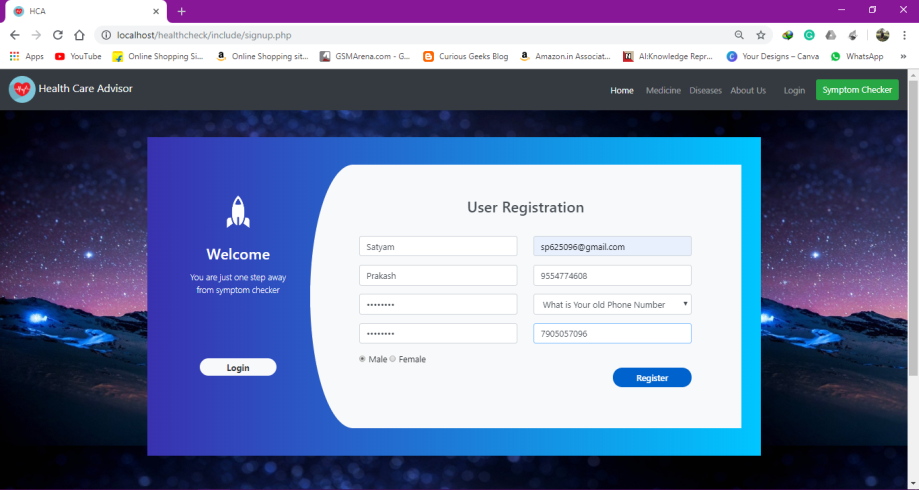 HCA
localhost/healthcheck/include/signup.php
Apps YouTube Online Shopping Si... Online Shopping sit... GSMArena.com - G... Curious Geeks Blog Amazon.in Associat... AI:Knowledge Repr... Your Designs – Canva WhatsApp »
Health Care Advisor Home Medicine Diseases About Us Login Symptom Checker
User Registration
Welcome
You are just one step away
from symptom checker
Login
Satyam sp625096@gmail.com
Prakash 9554774608
•••••••• What is Your old Phone Number
•••••••• 7905057096
Male Female
Register